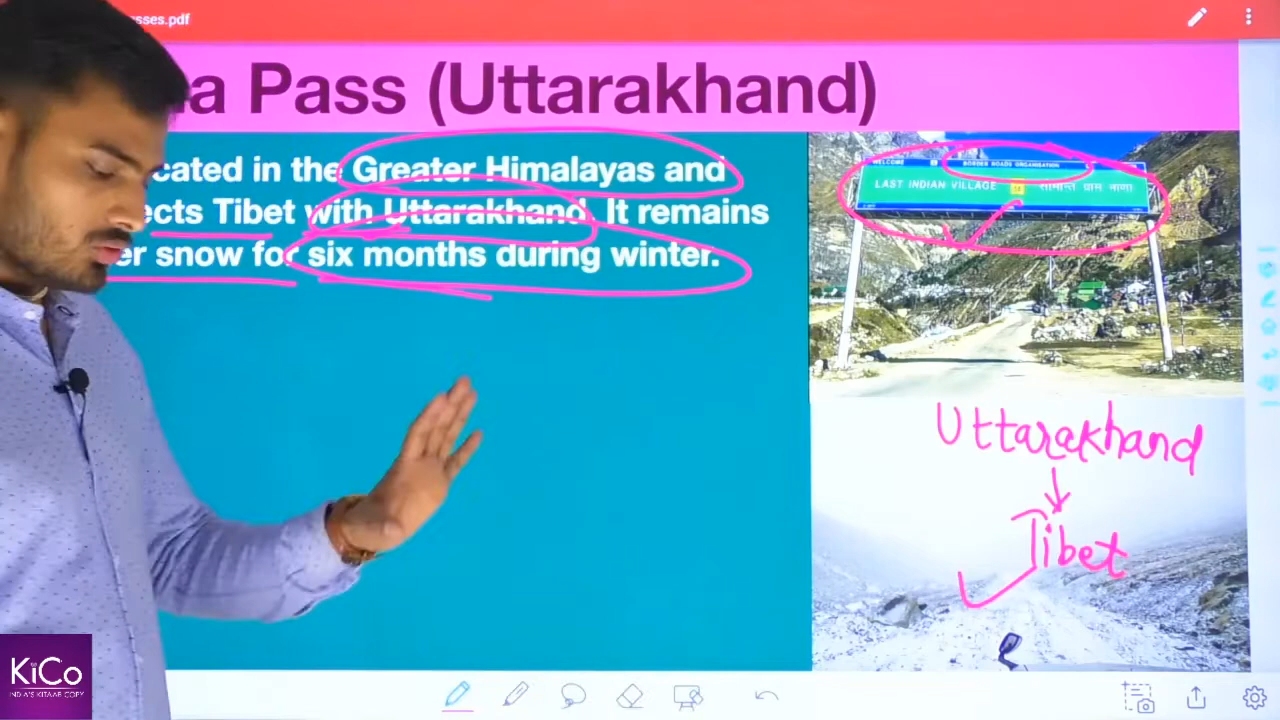 sses.pdf
a Pass (Uttarakhand)
cated in the Greater Himalayas and
ects Tibet with Uttarakhand. It remains
er snow for six months during winter.
WELCOME
BORDER ROADS ORGANISATION
LAST INDIAN VILLAGE सीमान्त ग्राम माणा
Uttarakhand
Tibet
KiCo
INDIA'S KITAAB COPY